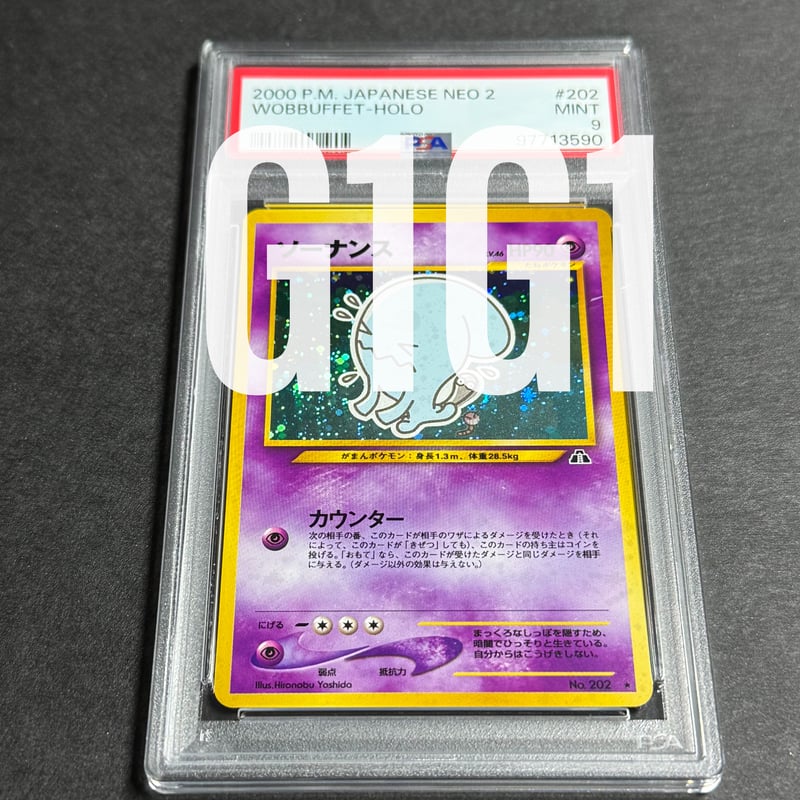 2000 P.M. JAPANESE NEO 2 #202
WOBBUFFET-HOLO MINT
9
PSA 97713590
G1G1
ソーナンス LV.46 HP90
たねポケモン
がまんポケモン:身長1.3m、体重28.5kg
カウンター
次の相手の番、このカードが相手のワザによるダメージを受けたとき(それ
によって、このカードが「きぜつ」しても)、このカードの持ち主はコインを
投げる。「おもて」なら、このカードが受けたダメージと同じダメージを相手
に与える。(ダメージ以外の効果は与えない。)
にげる
まっくろなしっぽを隠すため、
暗闇でひっそりと生きている。
自分からはこうげきしない。
弱点 抵抗力
Illus.Hironobu Yoshida No. 202 ★
PSA